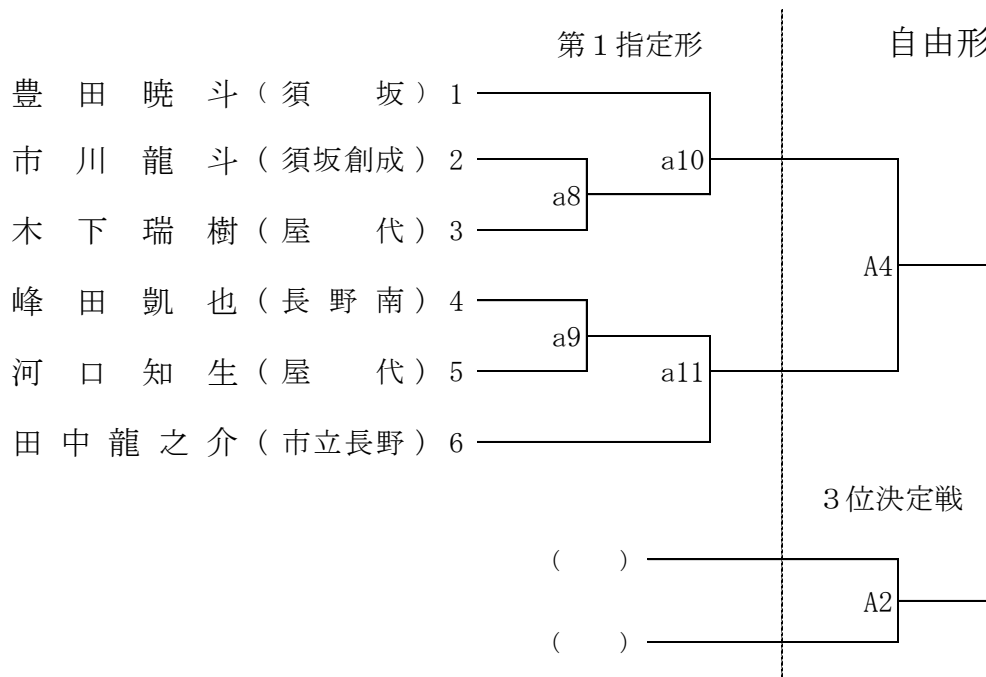 第１指定形 自由形
豊田暁斗（須坂）1
市川龍斗（須坂創成）2
a10
a8
木下瑞樹（屋代）3
A4
峰田凱也（長野南）4
a9
河口知生（屋代）5
a11
田中龍之介（市立長野）6
３位決定戦
（　　）
A2
（　　）